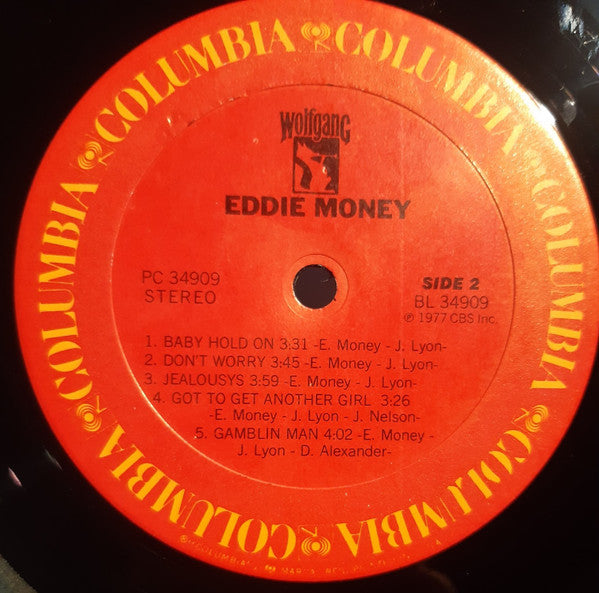 COLUMBIA COLUMBIA COLUMBIA COLUMBIA COLUMBIA COLUMBIA COLUMBIA COLUMBIA
Wolfgang
EDDIE MONEY
PC 34909
STEREO
SIDE 2
BL 34909
℗ 1977 CBS Inc.
1. BABY HOLD ON 3:31 -E. Money - J. Lyon-
2. DON'T WORRY 3:45 -E. Money - J. Lyon-
3. JEALOUSYS 3:59 -E. Money - J. Lyon-
4. GOT TO GET ANOTHER GIRL 3:26
-E. Money - J. Lyon - J. Nelson-
5. GAMBLIN MAN 4:02 -E. Money -
J. Lyon - D. Alexander-